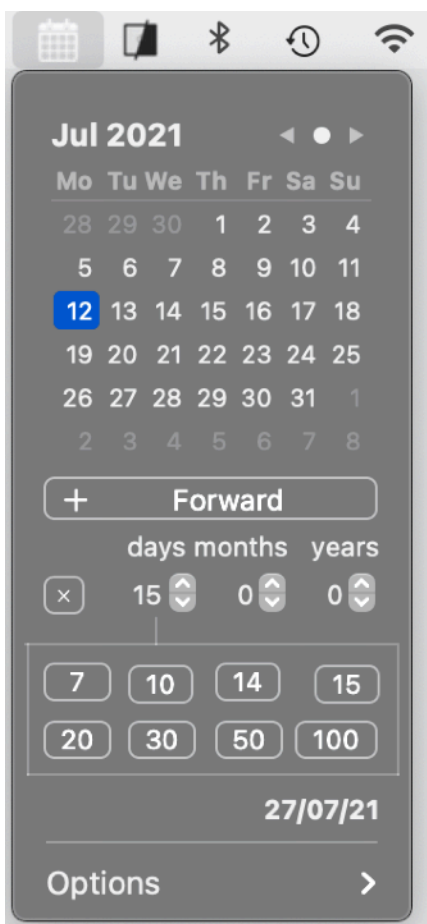 Jul 2021
Mo Tu We Th Fr Sa Su
28 29 30 1 2 3 4
5 6 7 8 9 10 11
12 13 14 15 16 17 18
19 20 21 22 23 24 25
26 27 28 29 30 31 1
2 3 4 5 6 7 8
+ Forward
days months years
× 15 0 0
7 10 14 15
20 30 50 100
27/07/21
Options >